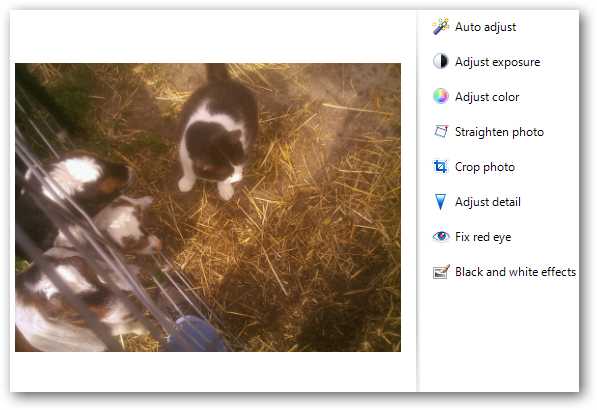 Auto adjust
Adjust exposure
Adjust color
Straighten photo
Crop photo
Adjust detail
Fix red eye
Black and white effects